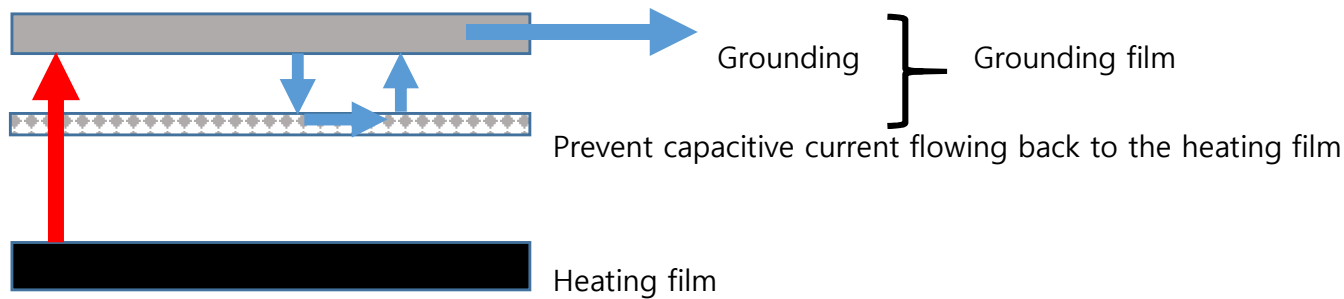 Grounding
Grounding film
Prevent capacitive current flowing back to the heating film
Heating film